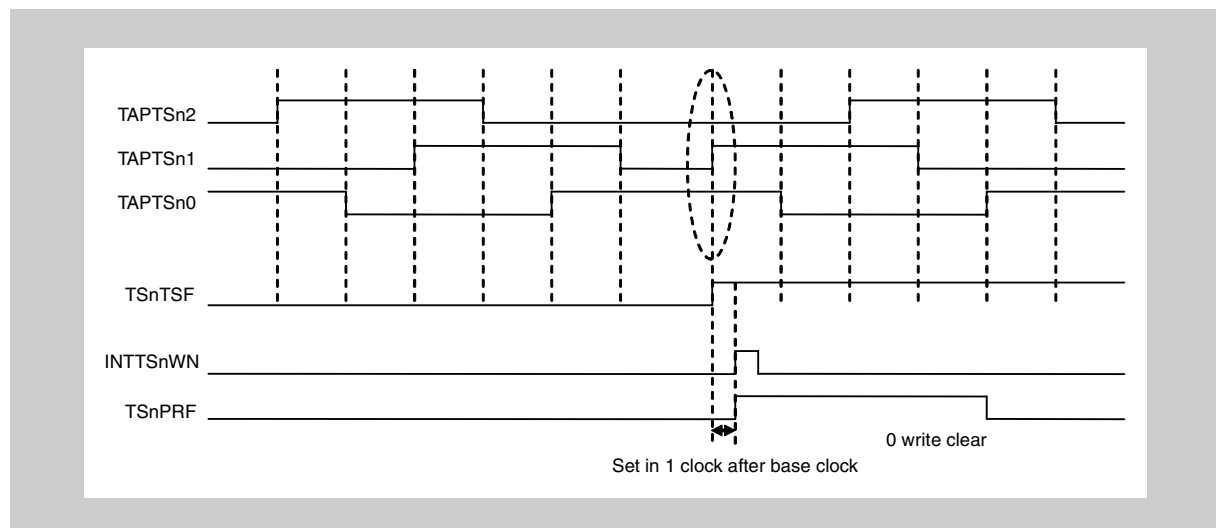 TAPTSn2
TAPTSn1
TAPTSn0
TSnTSF
INTTSnWN
TSnPRF
0 write clear
Set in 1 clock after base clock